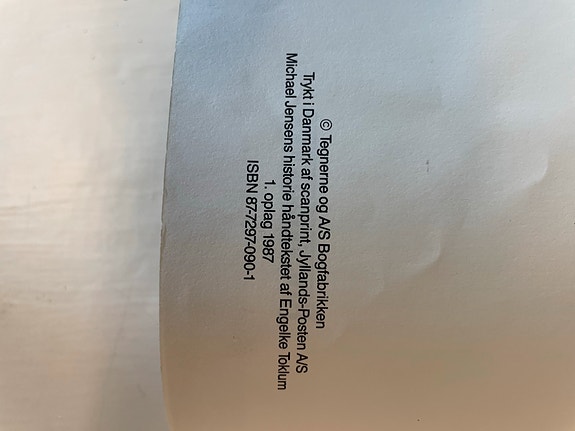 © Tegnerne og A/S Bogfabrikken
Trykt i Danmark af scanprint, Jyllands-Posten A/S
Michael Jensens historie håndtekstet af Engelke Toklum
1. oplag 1987
ISBN 87-7297-090-1